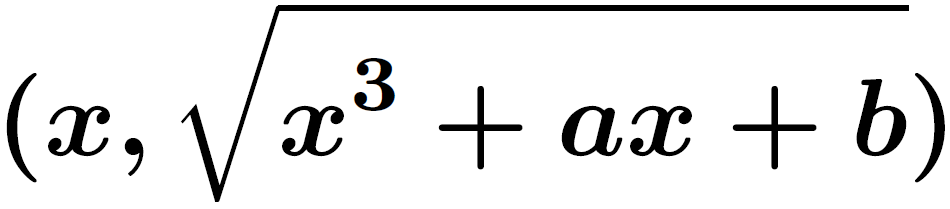 (x, √(x³ + ax + b))